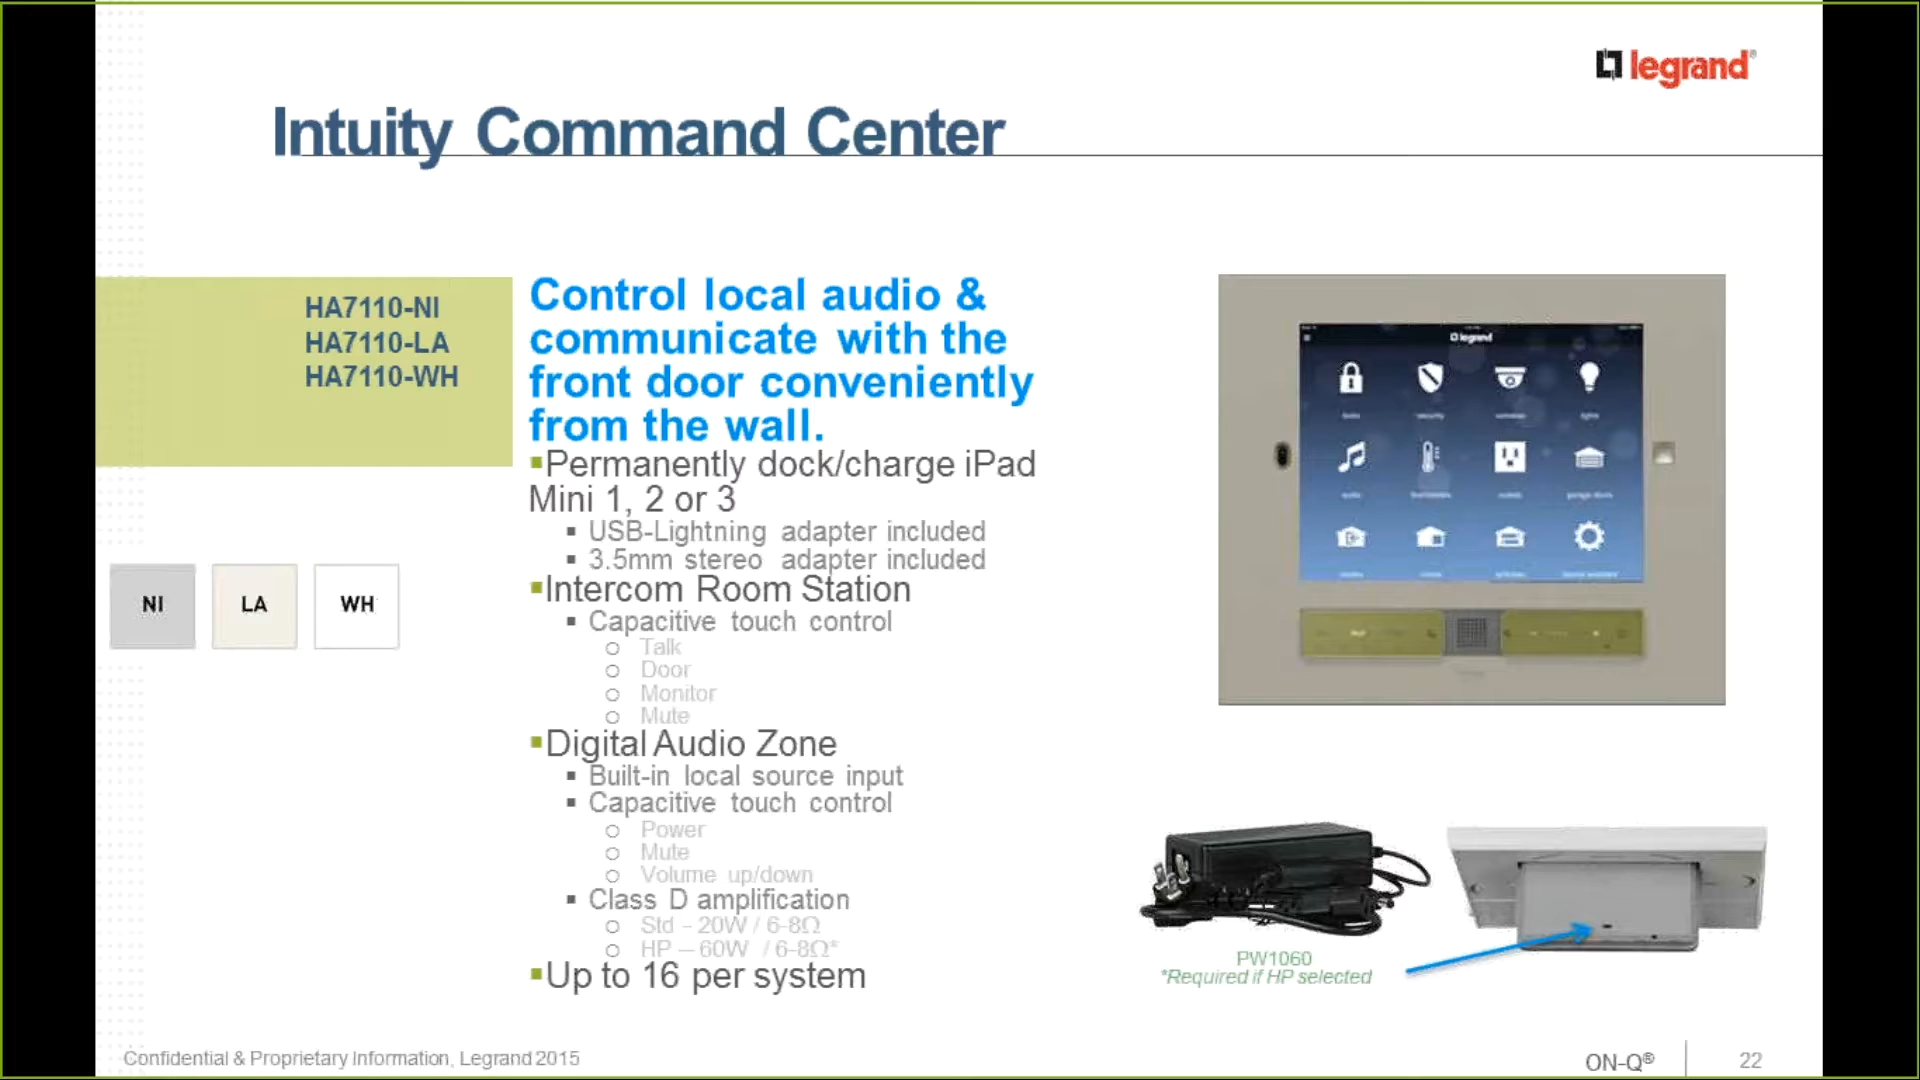 legrand®
Intuity Command Center
HA7110-NI
HA7110-LA
HA7110-WH
NI
LA
WH
Control local audio &
communicate with the
front door conveniently
from the wall.
▪Permanently dock/charge iPad
Mini 1, 2 or 3
▪ USB-Lightning adapter included
▪ 3.5mm stereo adapter included
▪Intercom Room Station
▪ Capacitive touch control
○ Talk
○ Door
○ Monitor
○ Mute
▪Digital Audio Zone
▪ Built-in local source input
▪ Capacitive touch control
○ Power
○ Mute
○ Volume up/down
▪ Class D amplification
○ Std – 20W / 6-8Ω
○ HP – 60W / 6-8Ω*
▪Up to 16 per system
legrand
PW1060
*Required if HP selected
Confidential & Proprietary Information, Legrand 2015
ON-Q®
22